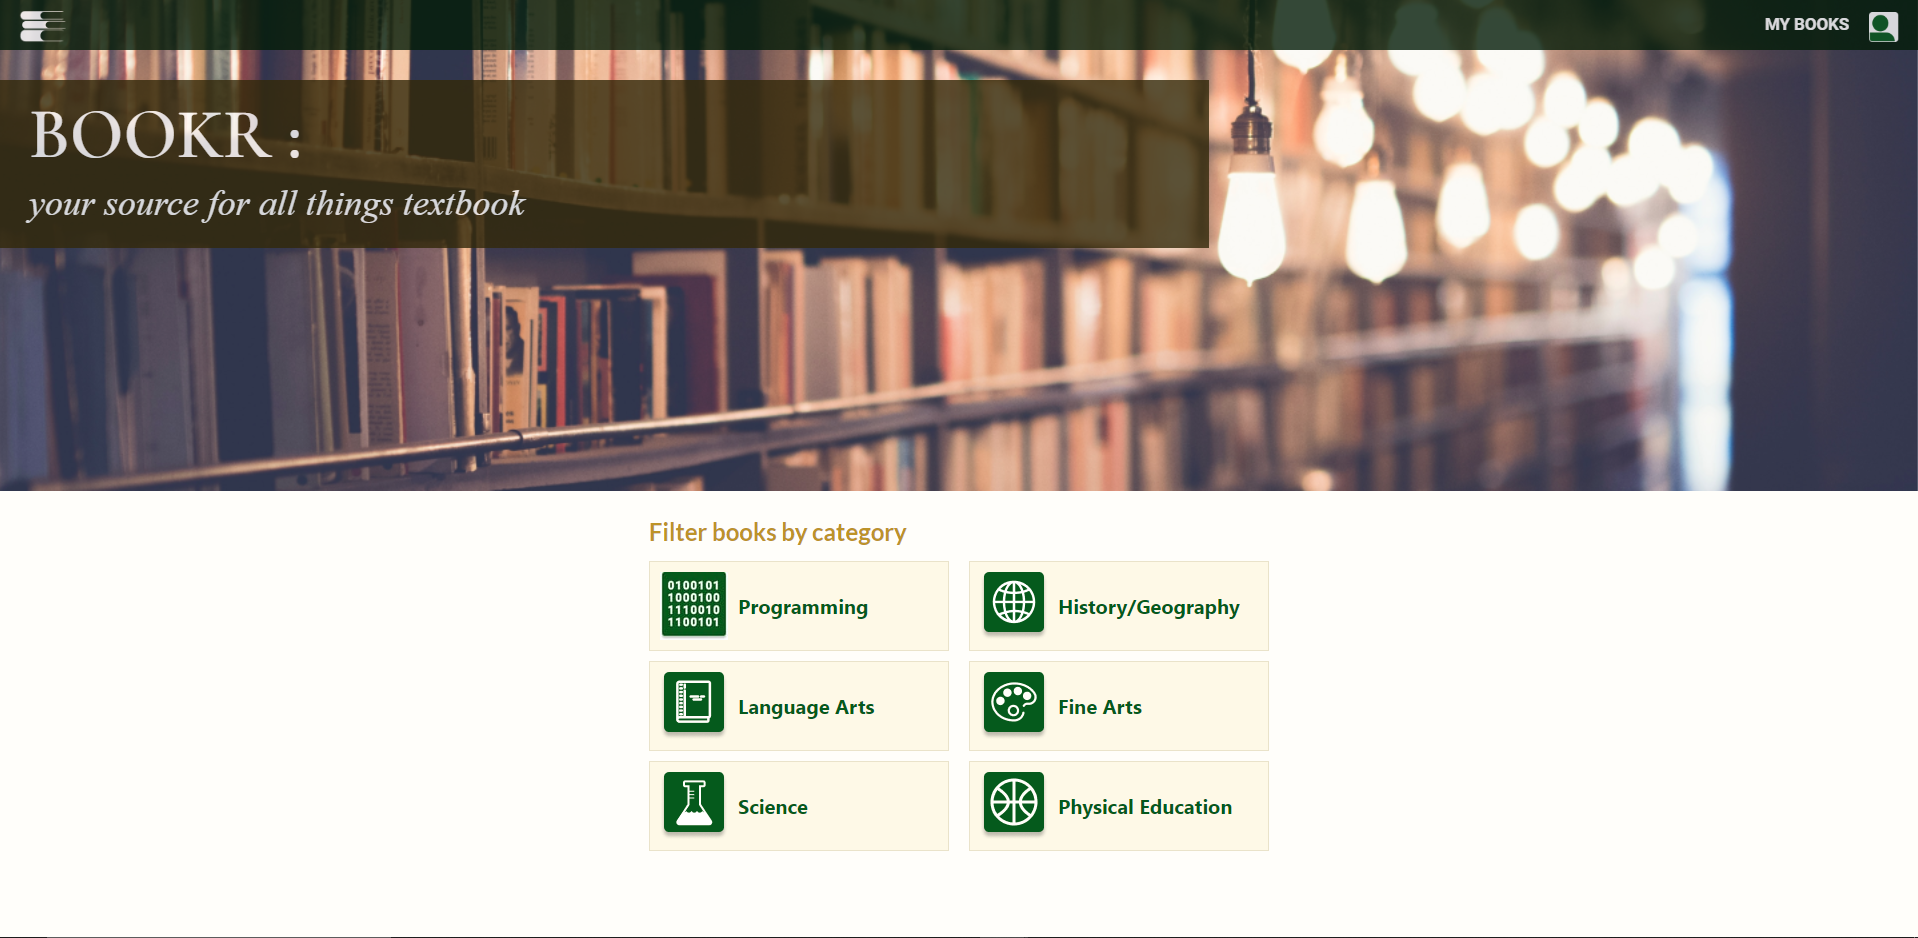 MY BOOKS
BOOKR :
your source for all things textbook
Filter books by category
0100101
1000100
1110010
1100101
Programming
History/Geography
Language Arts
Fine Arts
Science
Physical Education